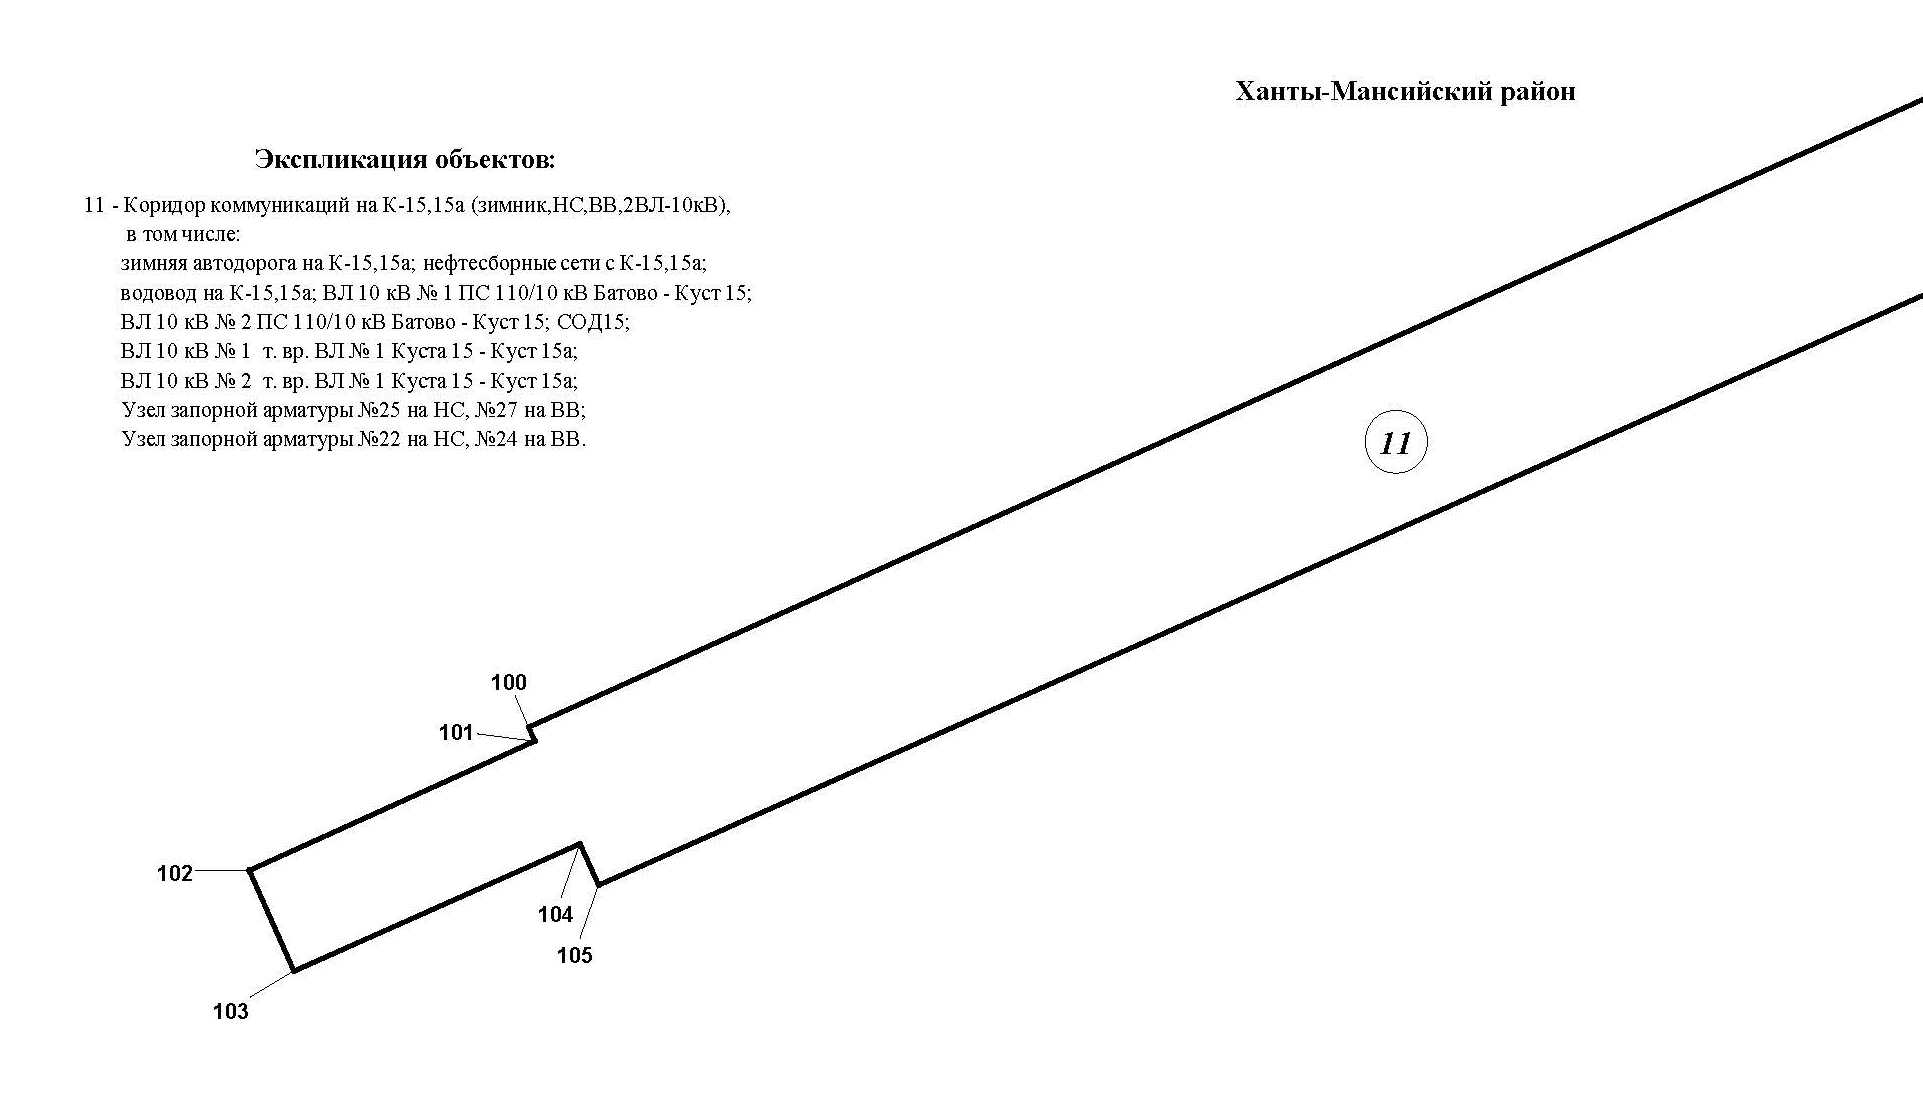 Ханты-Мансийский район
Экспликация объектов:
11 - Коридор коммуникаций на К-15,15а (зимник,НС,ВВ,2ВЛ-10кВ),
в том числе:
зимняя автодорога на К-15,15а; нефтесборные сети с К-15,15а;
водовод на К-15,15а; ВЛ 10 кВ № 1 ПС 110/10 кВ Батово - Куст 15;
ВЛ 10 кВ № 2 ПС 110/10 кВ Батово - Куст 15; СОД15;
ВЛ 10 кВ № 1 т. вр. ВЛ № 1 Куста 15 - Куст 15а;
ВЛ 10 кВ № 2 т. вр. ВЛ № 1 Куста 15 - Куст 15а;
Узел запорной арматуры №25 на НС, №27 на ВВ;
Узел запорной арматуры №22 на НС, №24 на ВВ.
11
100
101
102
104
105
103